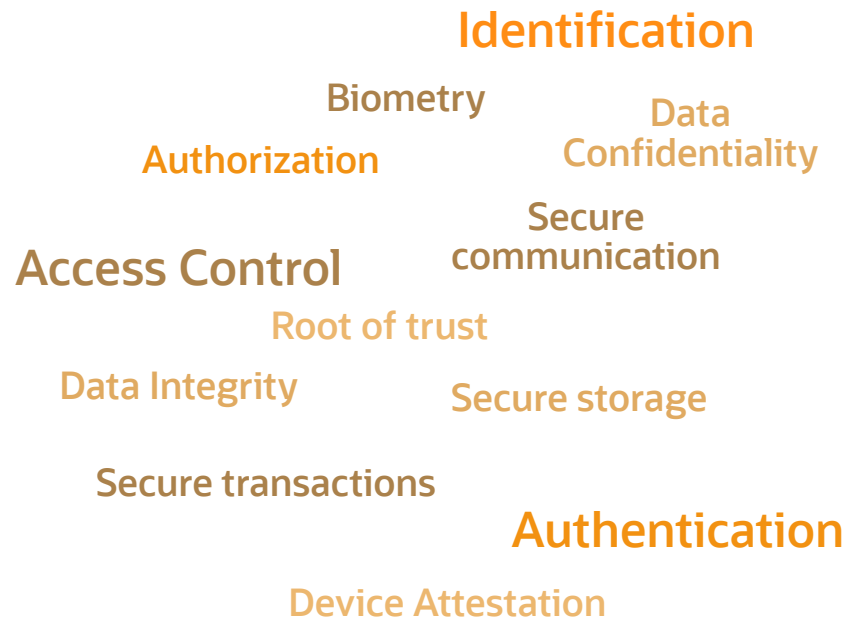 Identification
Biometry
Data
Confidentiality
Authorization
Secure
communication
Access Control
Root of trust
Data Integrity
Secure storage
Secure transactions
Authentication
Device Attestation